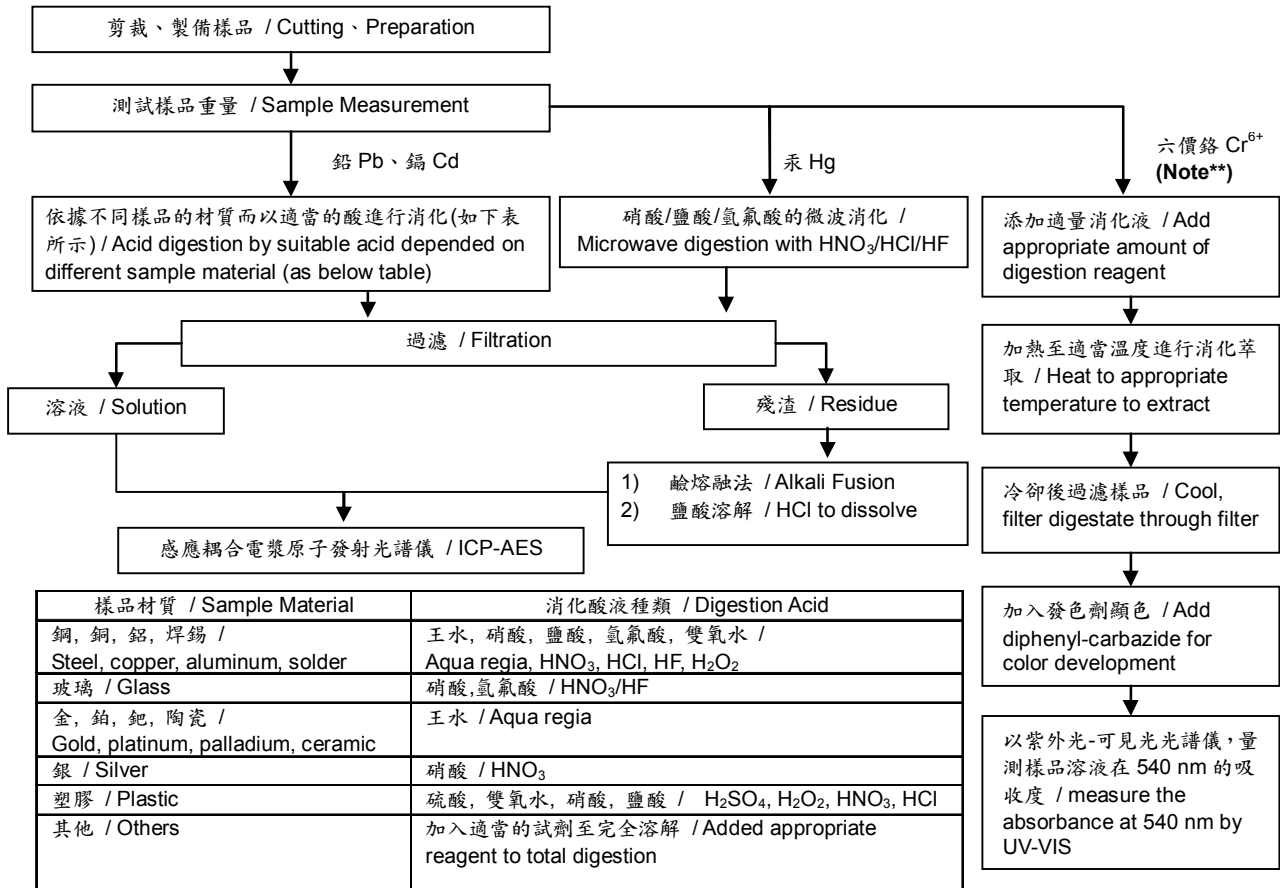 剪裁、製備樣品 / Cutting、Preparation
測試樣品重量 / Sample Measurement
鉛 Pb、鎘 Cd
汞 Hg
六價鉻 Cr⁶⁺
(Note**)
依據不同樣品的材質而以適當的酸進行消化(如下表
所示) / Acid digestion by suitable acid depended on
different sample material (as below table)
硝酸/鹽酸/氫氟酸的微波消化 /
Microwave digestion with HNO₃/HCl/HF
添加適量消化液 / Add
appropriate amount of
digestion reagent
過濾 / Filtration
加熱至適當溫度進行消化萃
取 / Heat to appropriate
temperature to extract
溶液 / Solution
殘渣 / Residue
1) 鹼熔融法 / Alkali Fusion
2) 鹽酸溶解 / HCl to dissolve
冷卻後過濾樣品 / Cool,
filter digestate through filter
感應耦合電漿原子發射光譜儀 / ICP-AES
加入發色劑顯色 / Add
diphenyl-carbazide for
color development
以紫外光-可見光光譜儀，量
測樣品溶液在 540 nm 的吸
收度 / measure the
absorbance at 540 nm by
UV-VIS
樣品材質 / Sample Material 消化酸液種類 / Digestion Acid
鋼, 銅, 鋁, 焊錫 / 王水, 硝酸, 鹽酸, 氫氟酸, 雙氧水 /
Steel, copper, aluminum, solder Aqua regia, HNO₃, HCl, HF, H₂O₂
玻璃 / Glass 硝酸,氫氟酸 / HNO₃/HF
金, 鉑, 鈀, 陶瓷 / 王水 / Aqua regia
Gold, platinum, palladium, ceramic
銀 / Silver 硝酸 / HNO₃
塑膠 / Plastic 硫酸, 雙氧水, 硝酸, 鹽酸 / H₂SO₄, H₂O₂, HNO₃, HCl
其他 / Others 加入適當的試劑至完全溶解 / Added appropriate
reagent to total digestion